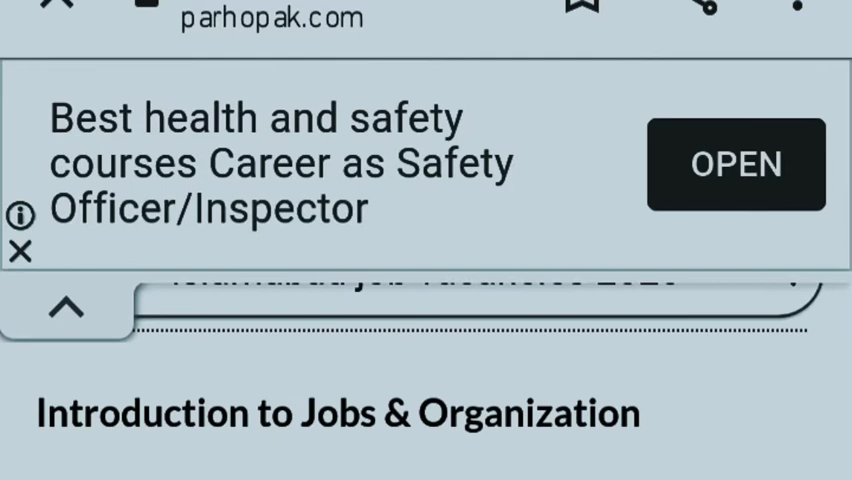 parhopak.com
Best health and safety
courses Career as Safety
Officer/Inspector
OPEN
Introduction to Jobs & Organization